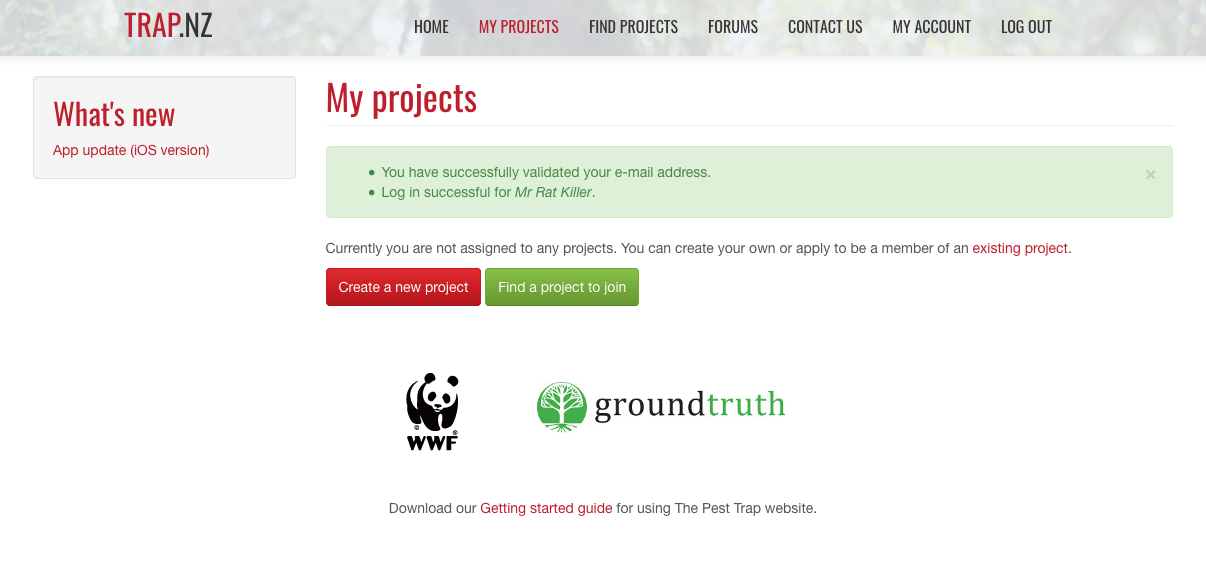 TRAP.NZ
HOME MY PROJECTS FIND PROJECTS FORUMS CONTACT US MY ACCOUNT LOG OUT
What's new
App update (iOS version)
My projects
• You have successfully validated your e-mail address.
• Log in successful for Mr Rat Killer.
×
Currently you are not assigned to any projects. You can create your own or apply to be a member of an existing project.
Create a new project Find a project to join
WWF
®
groundtruth
Download our Getting started guide for using The Pest Trap website.